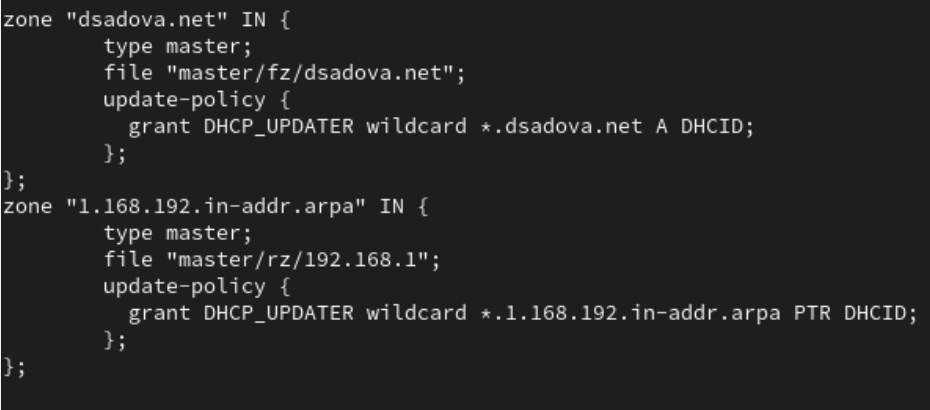 zone "dsadova.net" IN {
        type master;
        file "master/fz/dsadova.net";
        update-policy {
          grant DHCP_UPDATER wildcard *.dsadova.net A DHCID;
        };
};
zone "1.168.192.in-addr.arpa" IN {
        type master;
        file "master/rz/192.168.1";
        update-policy {
          grant DHCP_UPDATER wildcard *.1.168.192.in-addr.arpa PTR DHCID;
        };
};